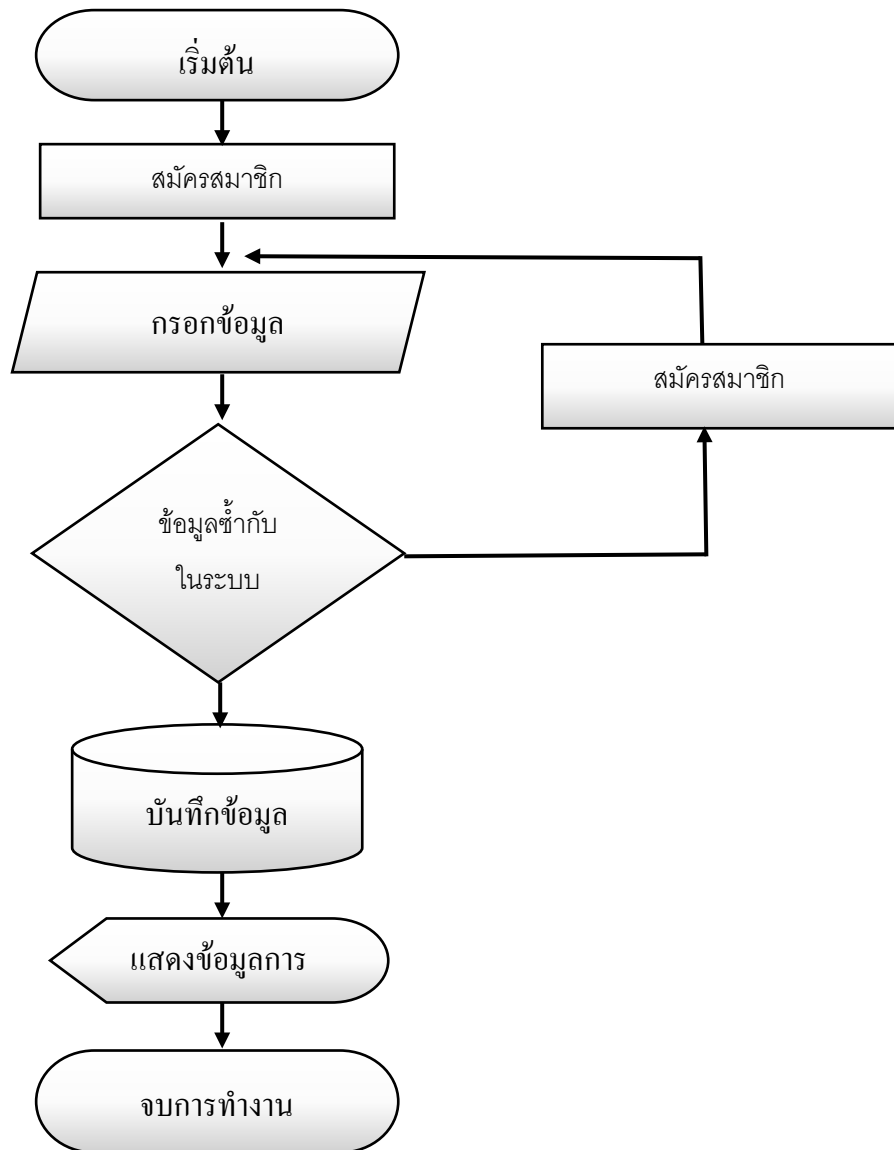 เริ่มต้น
สมัครสมาชิก
กรอกข้อมูล
สมัครสมาชิก
ข้อมูลซ้ำกับ
ในระบบ
บันทึกข้อมูล
แสดงข้อมูลการ
จบการทำงาน